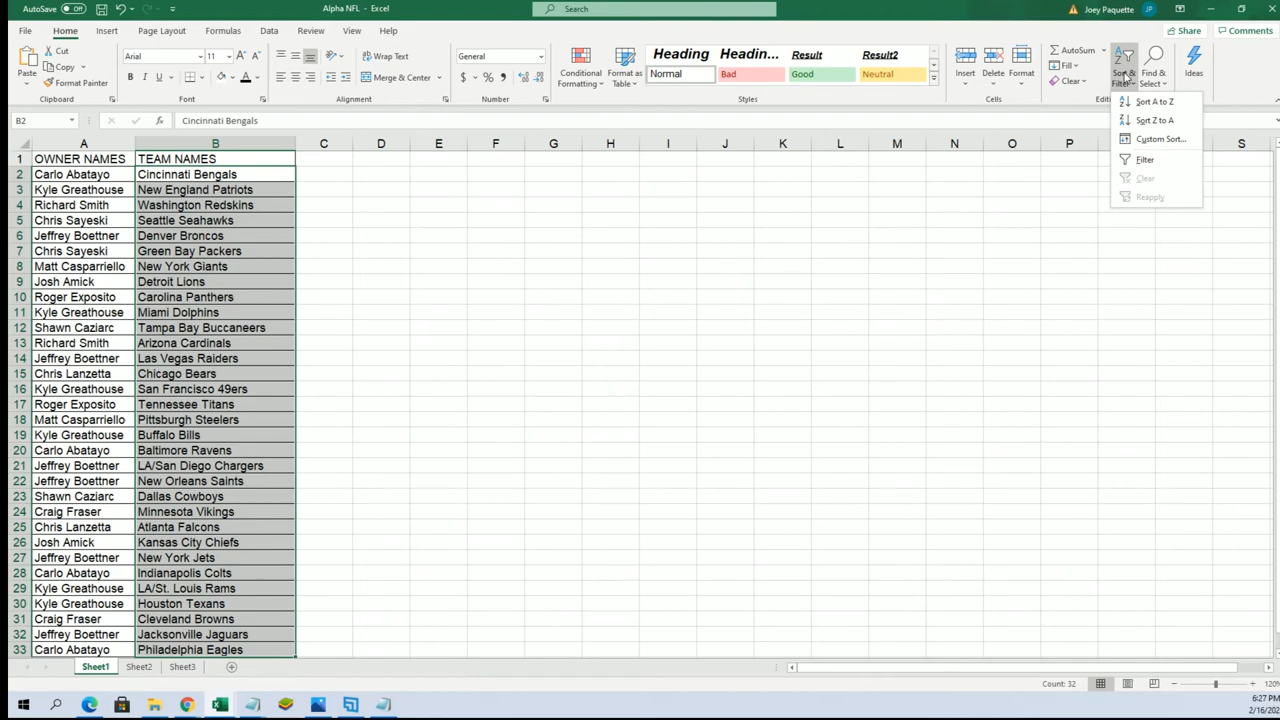 AutoSave Off Alpha NFL - Excel Search Joey Paquette JP
File Home Insert Page Layout Formulas Data Review View Help Share Comments
Cut Arial 11 Wrap Text General Heading Headin... Result Result2 AutoSum
Copy Fill
Format Painter Merge & Center Normal Bad Good Neutral Clear
Paste Conditional Formatting Format as Table Insert Delete Format Sort & Filter Find & Select Ideas
Clipboard Font Alignment Number Styles Cells Editi
Sort A to Z
Sort Z to A
Custom Sort...
Filter
Clear
Reapply
B2 Cincinnati Bengals
A B C D E F G H I J K L M N O P S
1 OWNER NAMES TEAM NAMES
2 Carlo Abatayo Cincinnati Bengals
3 Kyle Greathouse New England Patriots
4 Richard Smith Washington Redskins
5 Chris Sayeski Seattle Seahawks
6 Jeffrey Boettner Denver Broncos
7 Chris Sayeski Green Bay Packers
8 Matt Casparriello New York Giants
9 Josh Amick Detroit Lions
10 Roger Exposito Carolina Panthers
11 Kyle Greathouse Miami Dolphins
12 Shawn Caziarc Tampa Bay Buccaneers
13 Richard Smith Arizona Cardinals
14 Jeffrey Boettner Las Vegas Raiders
15 Chris Lanzetta Chicago Bears
16 Kyle Greathouse San Francisco 49ers
17 Roger Exposito Tennessee Titans
18 Matt Casparriello Pittsburgh Steelers
19 Kyle Greathouse Buffalo Bills
20 Carlo Abatayo Baltimore Ravens
21 Jeffrey Boettner LA/San Diego Chargers
22 Jeffrey Boettner New Orleans Saints
23 Shawn Caziarc Dallas Cowboys
24 Craig Fraser Minnesota Vikings
25 Chris Lanzetta Atlanta Falcons
26 Josh Amick Kansas City Chiefs
27 Jeffrey Boettner New York Jets
28 Carlo Abatayo Indianapolis Colts
29 Kyle Greathouse LA/St. Louis Rams
30 Kyle Greathouse Houston Texans
31 Craig Fraser Cleveland Browns
32 Jeffrey Boettner Jacksonville Jaguars
33 Carlo Abatayo Philadelphia Eagles
Sheet1 Sheet2 Sheet3
Count: 32 120%
6:27 PM
2/16/202